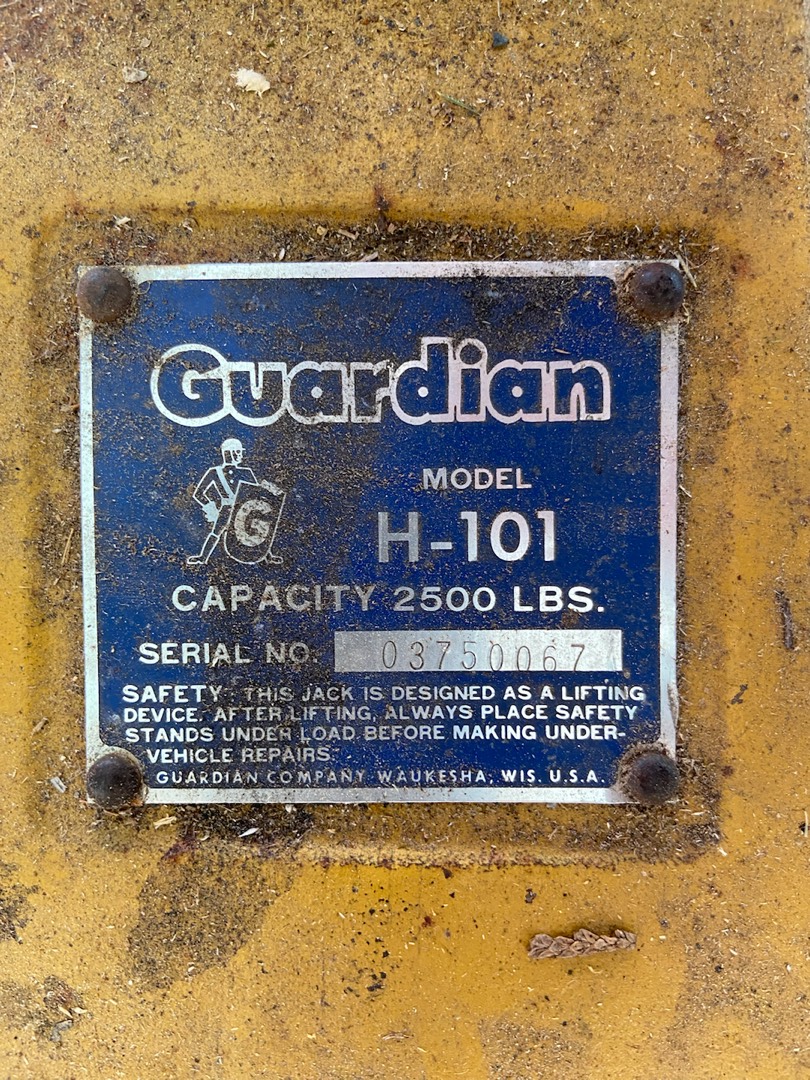 Guardian
G
MODEL
H-101
CAPACITY 2500 LBS.
SERIAL NO. 03750067
SAFETY: THIS JACK IS DESIGNED AS A LIFTING
DEVICE. AFTER LIFTING, ALWAYS PLACE SAFETY
STANDS UNDER LOAD BEFORE MAKING UNDER-
VEHICLE REPAIRS.
GUARDIAN COMPANY WAUKESHA, WIS. U.S.A.